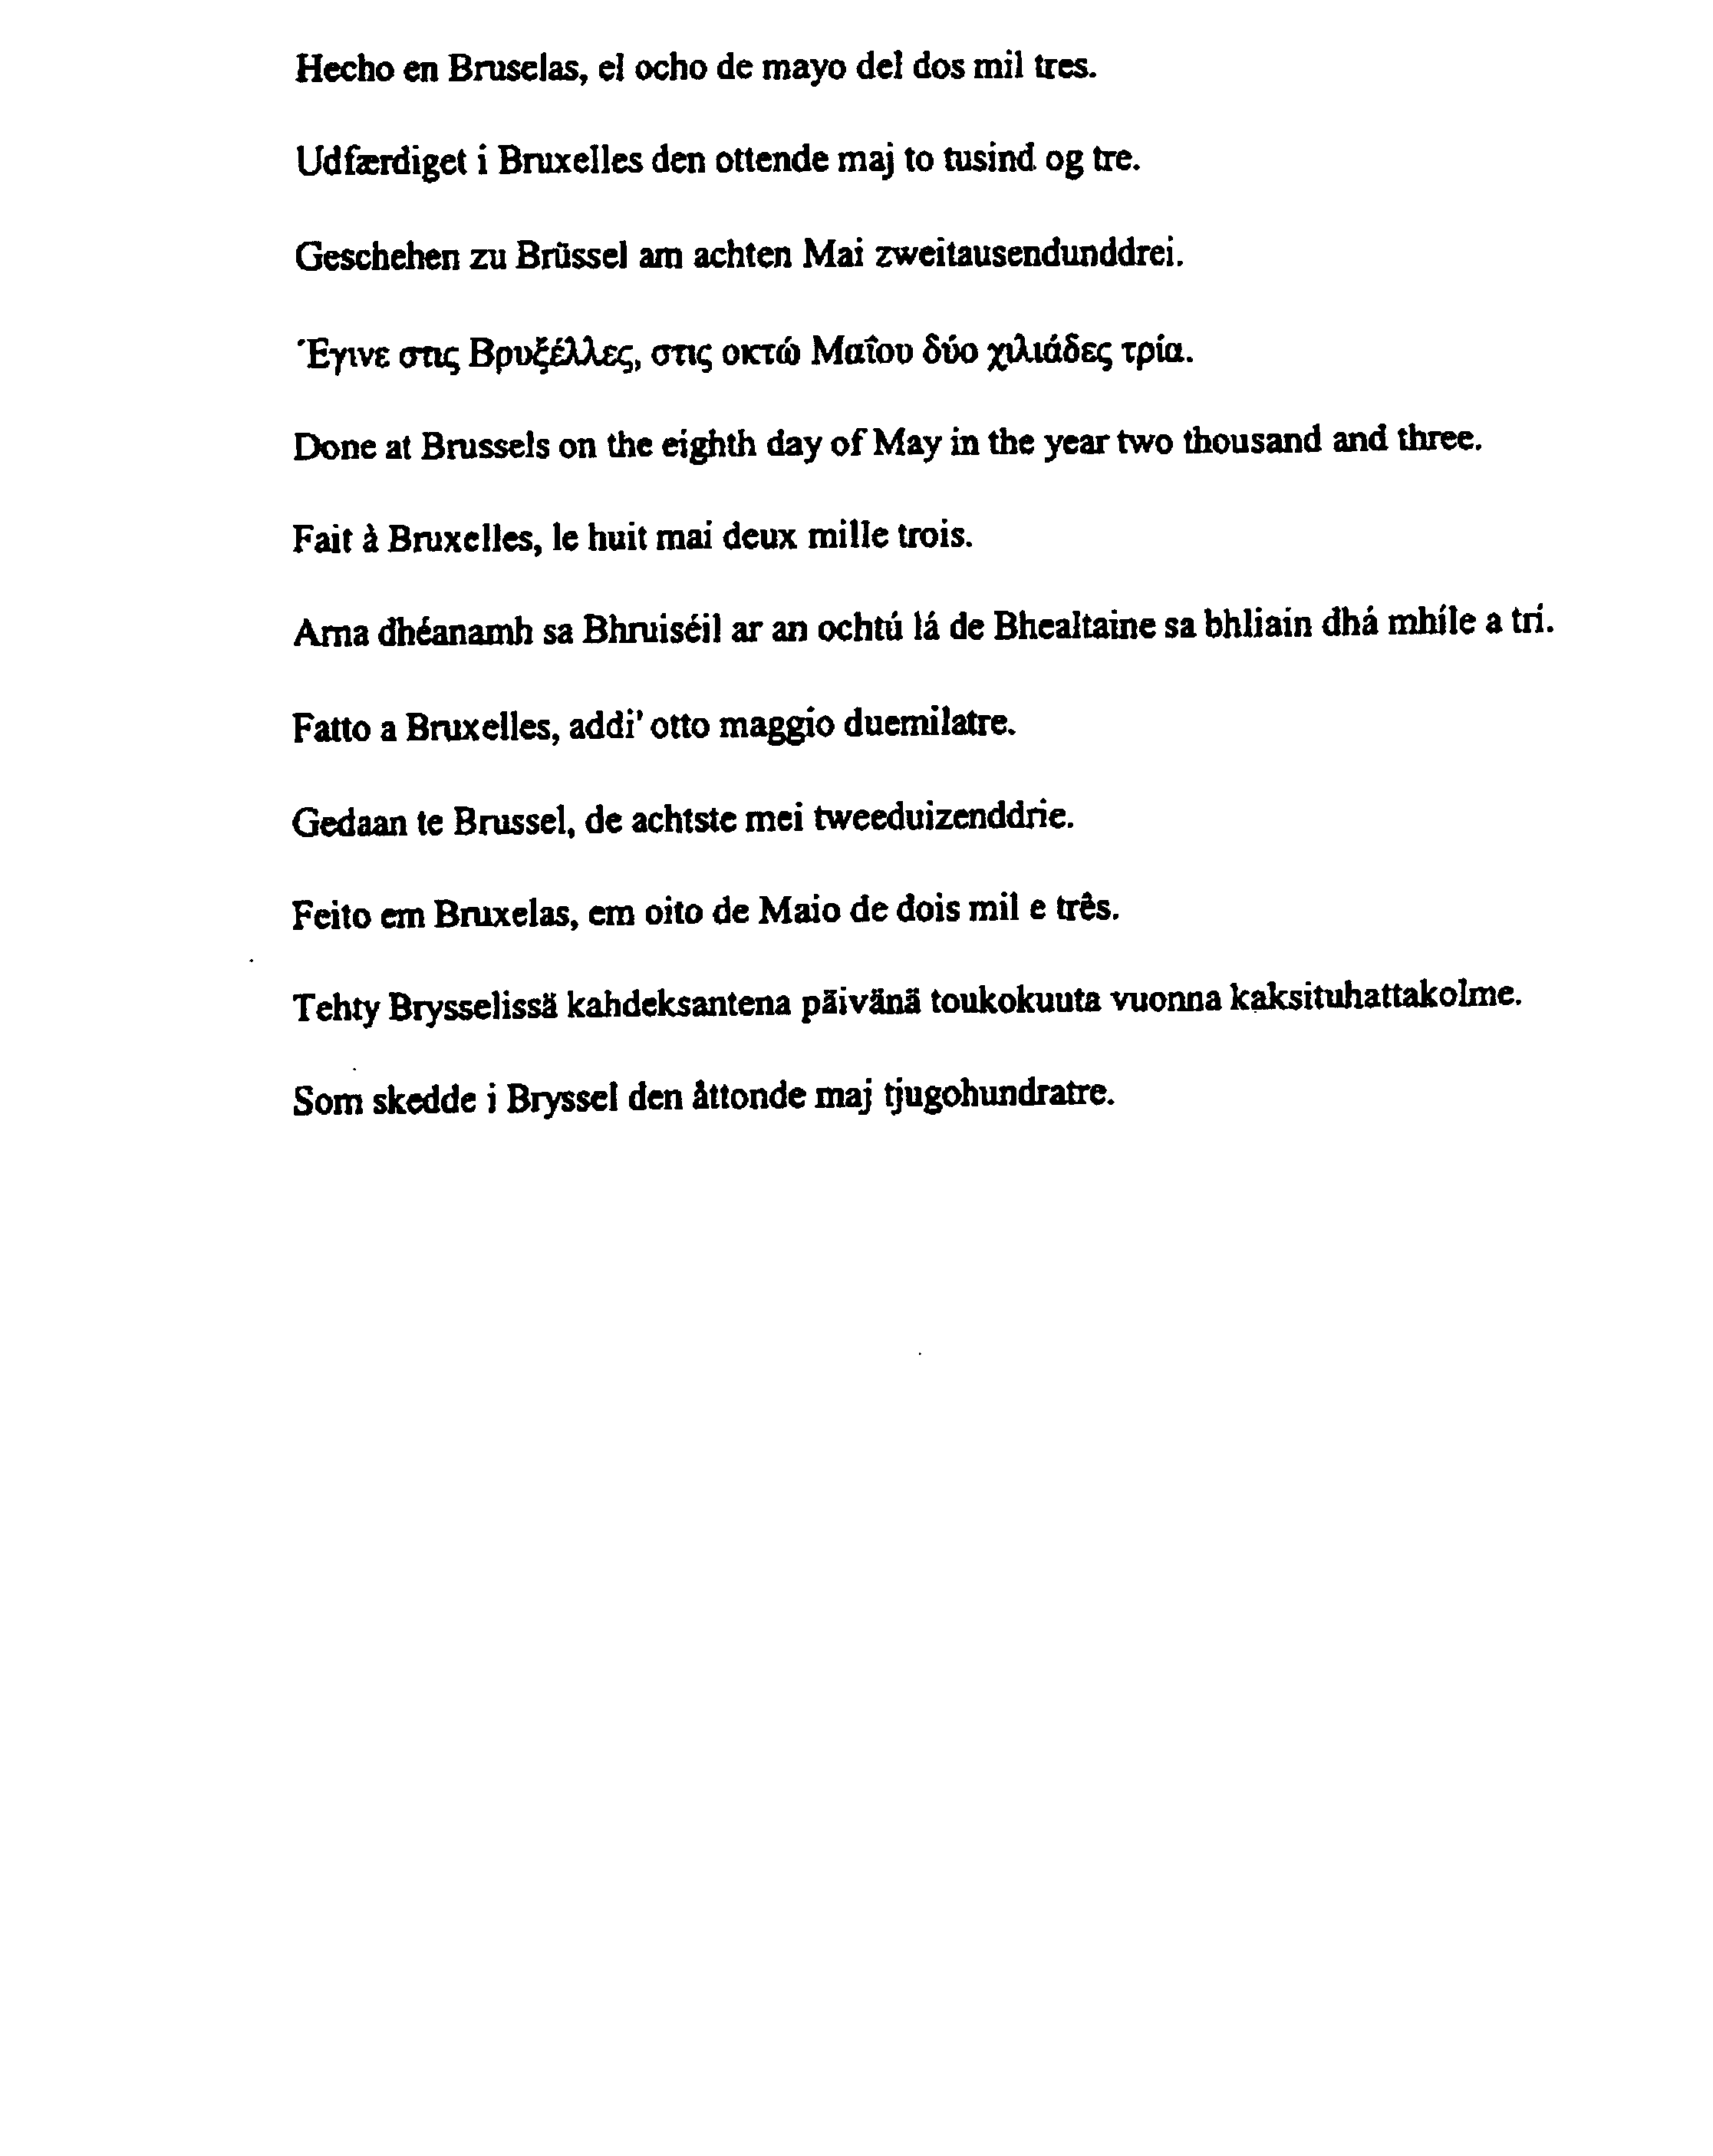 Hecho en Bruselas, el ocho de mayo del dos mil tres.
Udfærdiget i Bruxelles den ottende maj to tusind og tre.
Geschehen zu Brüssel am achten Mai zweitausendunddrei.
Έγινε στις Βρυξέλλες, στις οκτώ Μαΐου δύο χιλιάδες τρία.
Done at Brussels on the eighth day of May in the year two thousand and three.
Fait à Bruxelles, le huit mai deux mille trois.
Arna dhéanamh sa Bhruiséil ar an ochtú lá de Bhealtaine sa bhliain dhá mhíle a trí.
Fatto a Bruxelles, addi' otto maggio duemilatre.
Gedaan te Brussel, de achtste mei tweeduizenddrie.
Feito em Bruxelas, em oito de Maio de dois mil e três.
Tehty Brysselissä kahdeksantena päivänä toukokuuta vuonna kaksituhattakolme.
Som skedde i Bryssel den åttonde maj tjugohundratre.